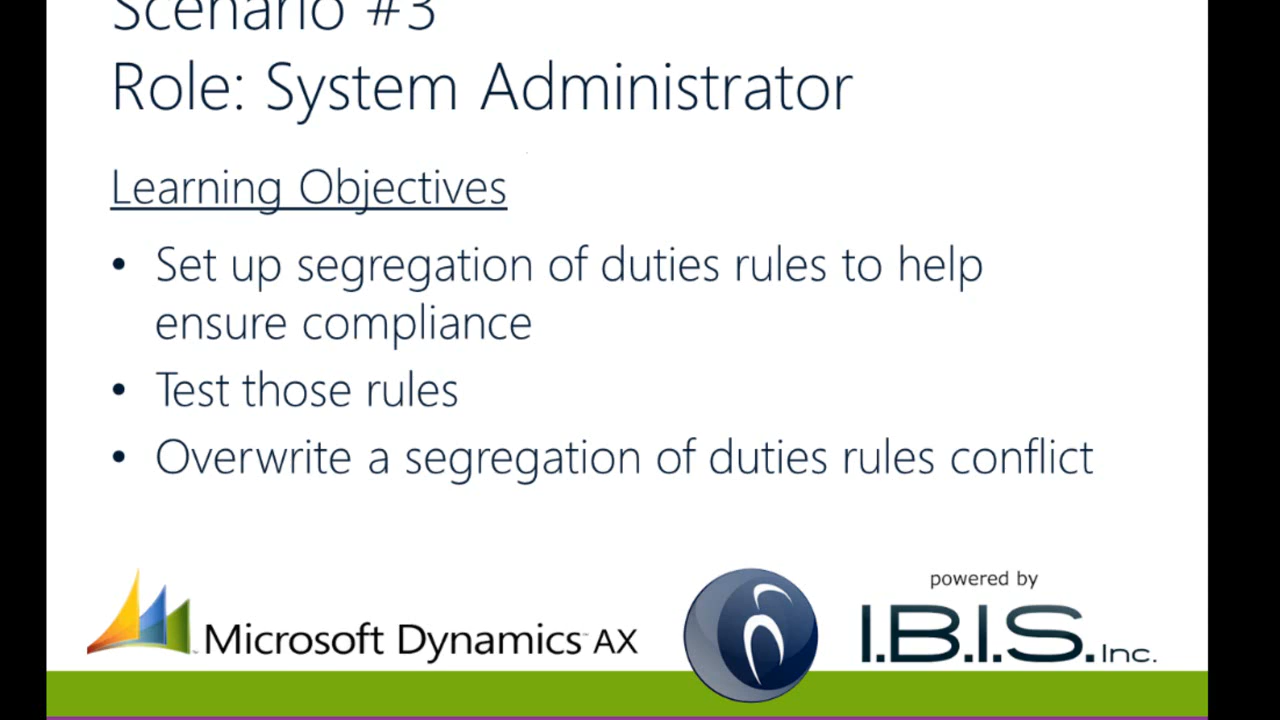 Scenario #3
Role: System Administrator
Learning Objectives
• Set up segregation of duties rules to help
ensure compliance
• Test those rules
• Overwrite a segregation of duties rules conflict
Microsoft Dynamics AX
powered by
I.B.I.S. Inc.